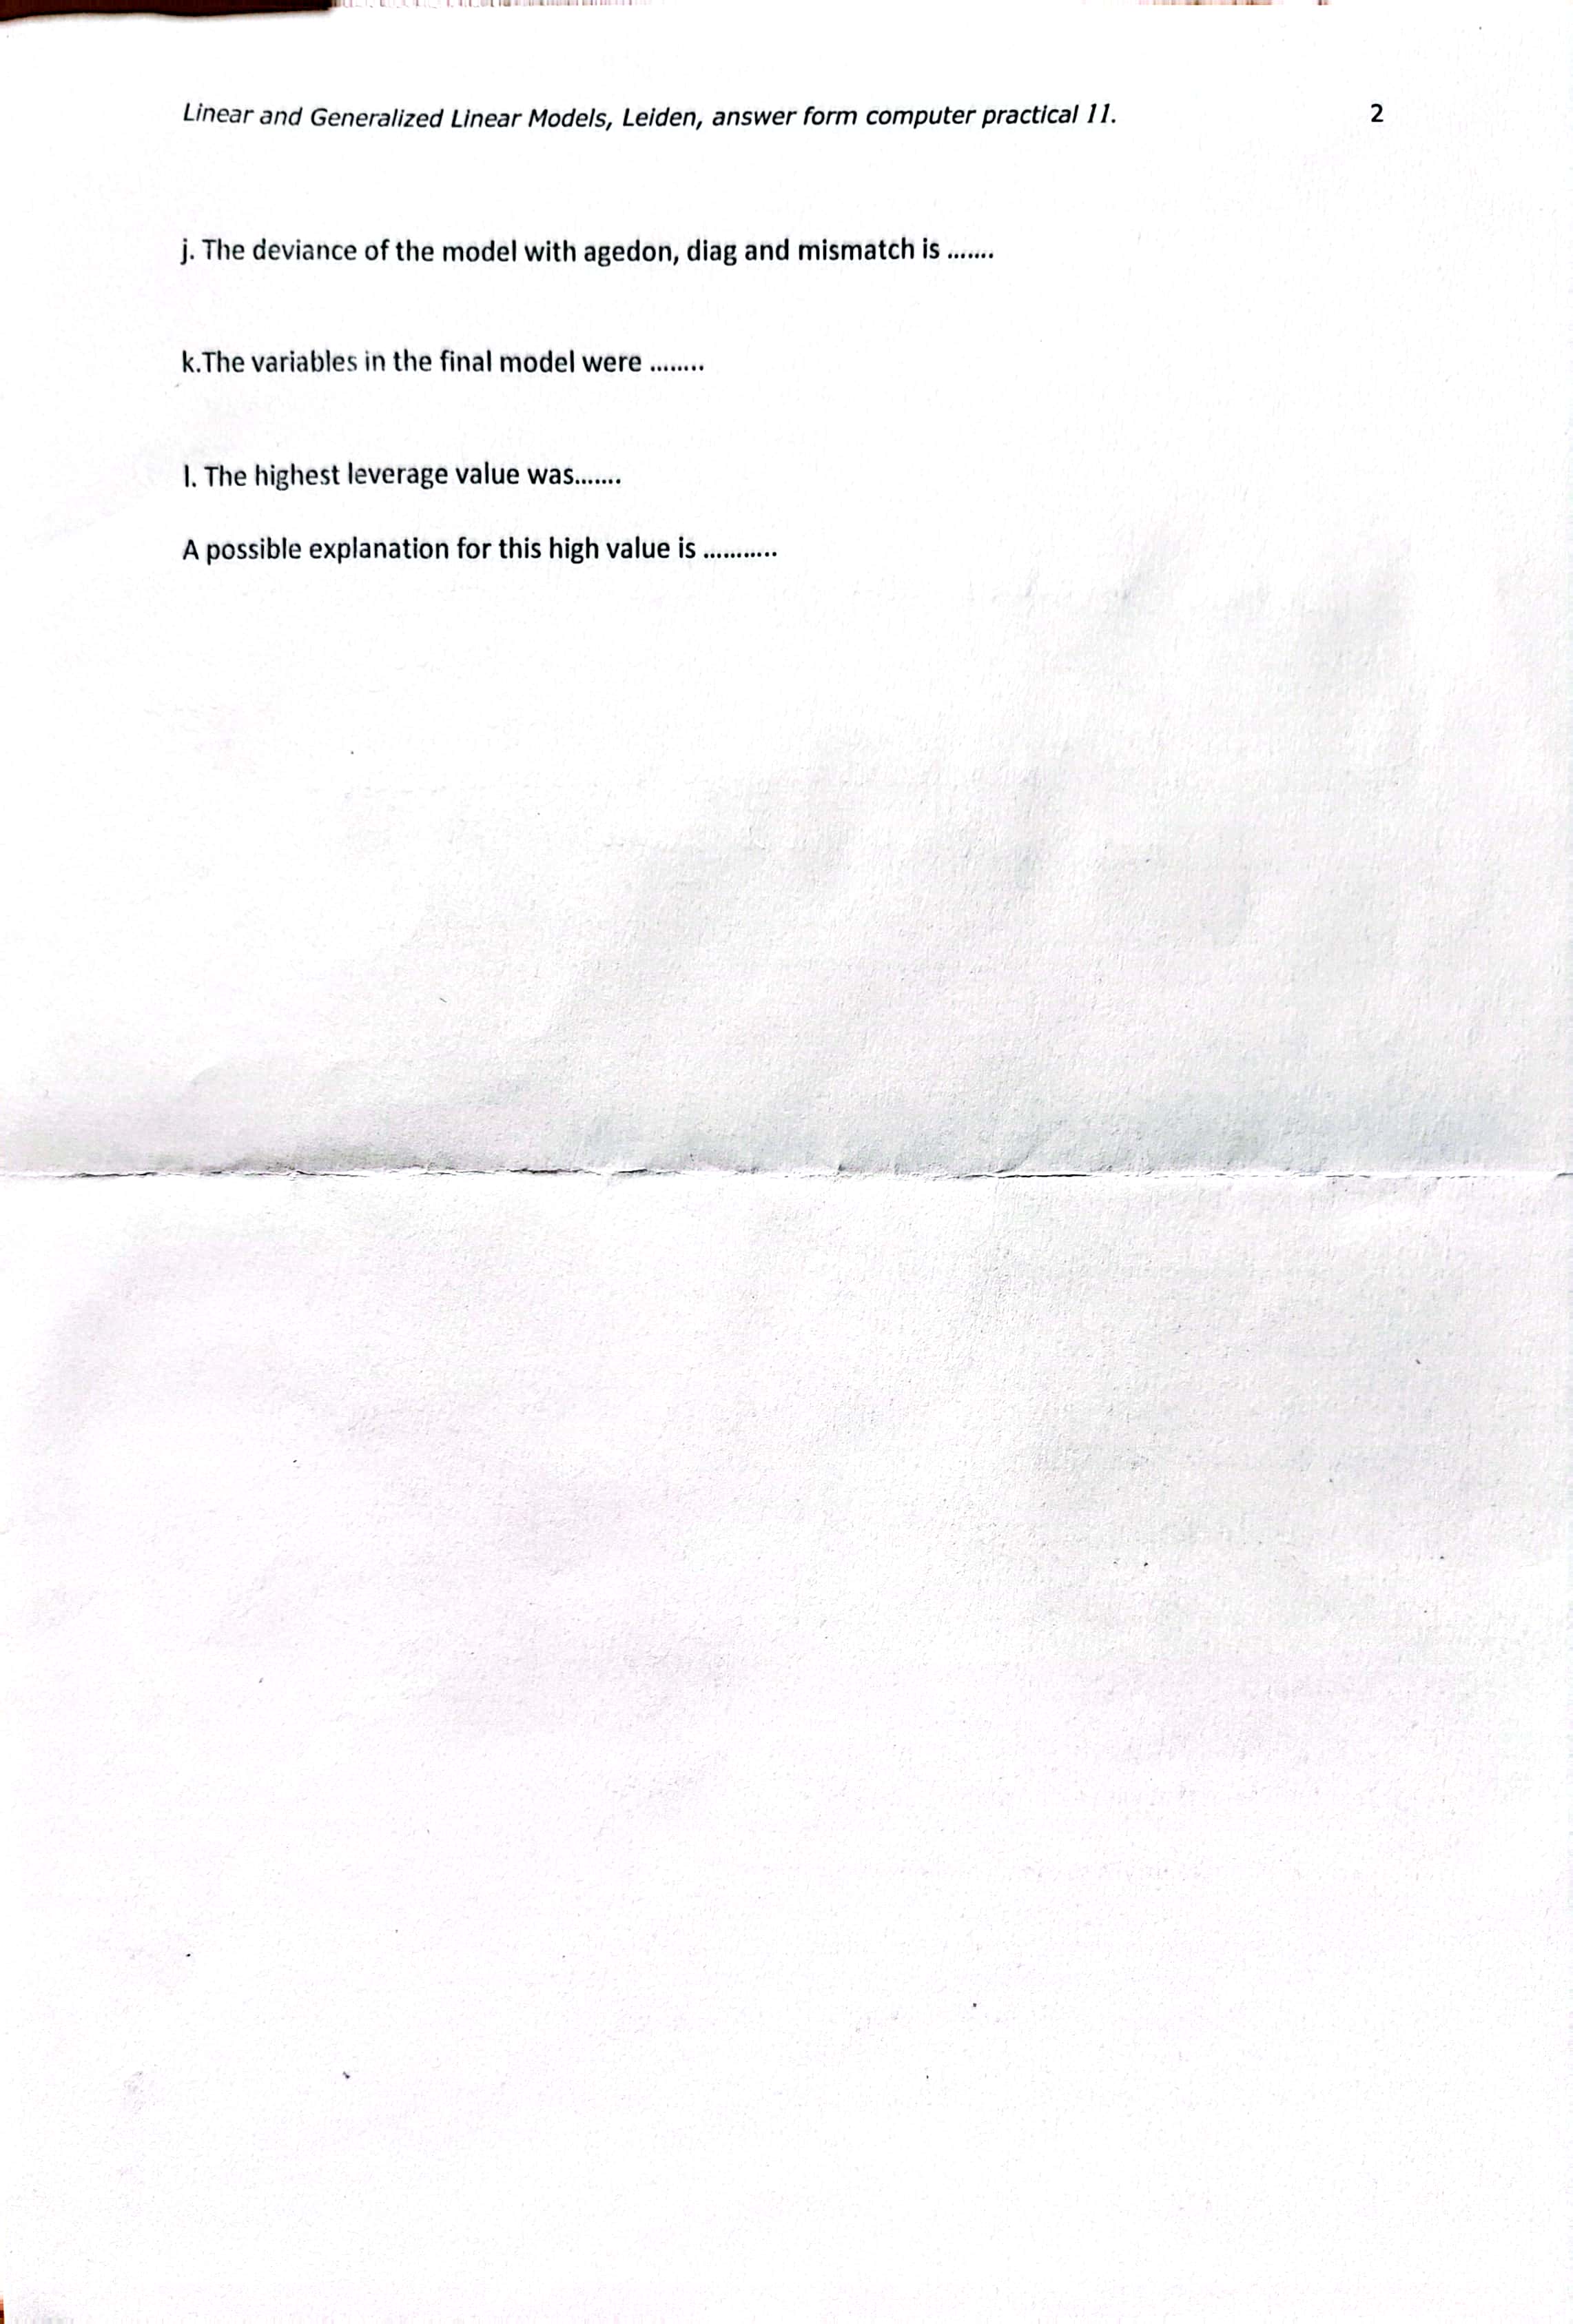 Linear and Generalized Linear Models, Leiden, answer form computer practical 11. 2
j. The deviance of the model with agedon, diag and mismatch is .......
k.The variables in the final model were ........
l. The highest leverage value was.......
A possible explanation for this high value is ...........